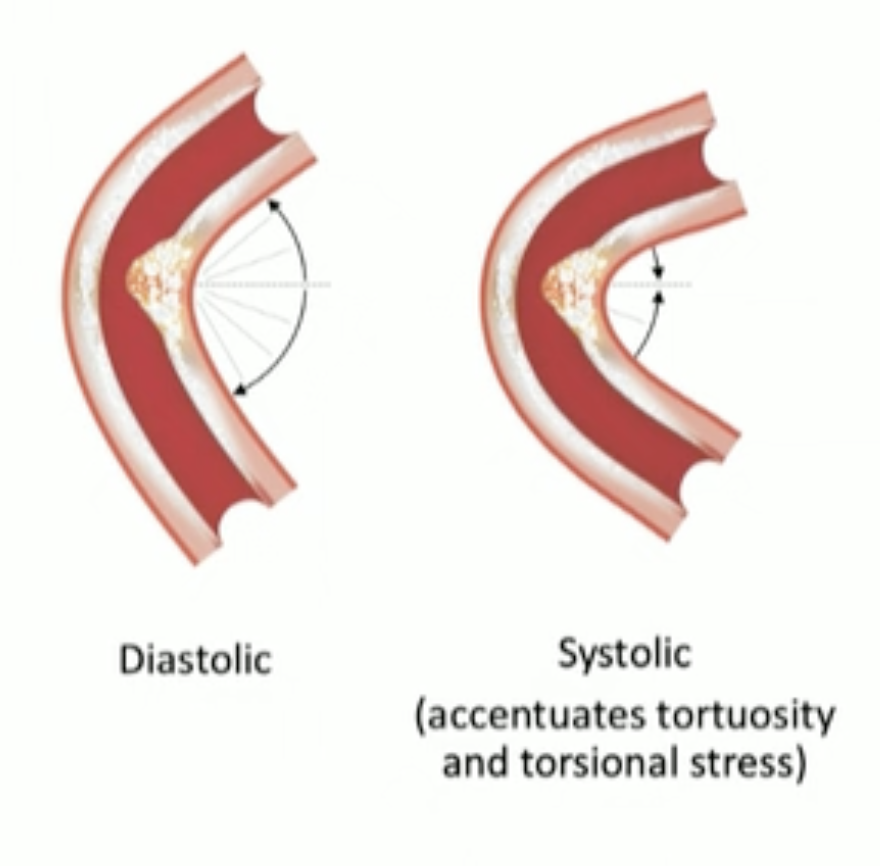 Diastolic
Systolic
(accentuates tortuosity
and torsional stress)